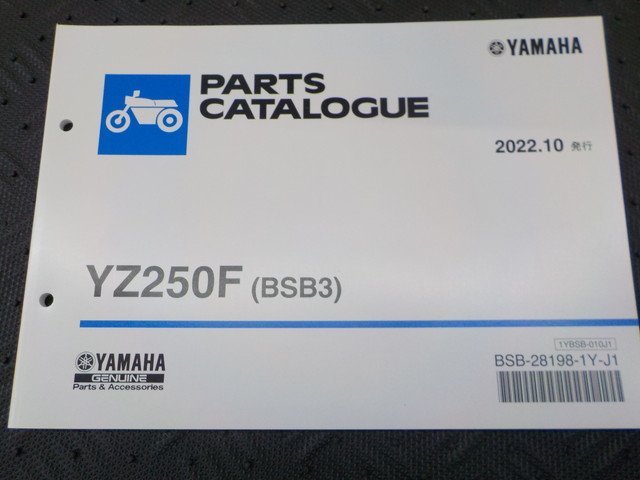 YAMAHA
PARTS
CATALOGUE
2022.10 発行
YZ250F (BSB3)
YAMAHA
GENUINE
Parts & Accessories
1YBSB-010J1
BSB-28198-1Y-J1